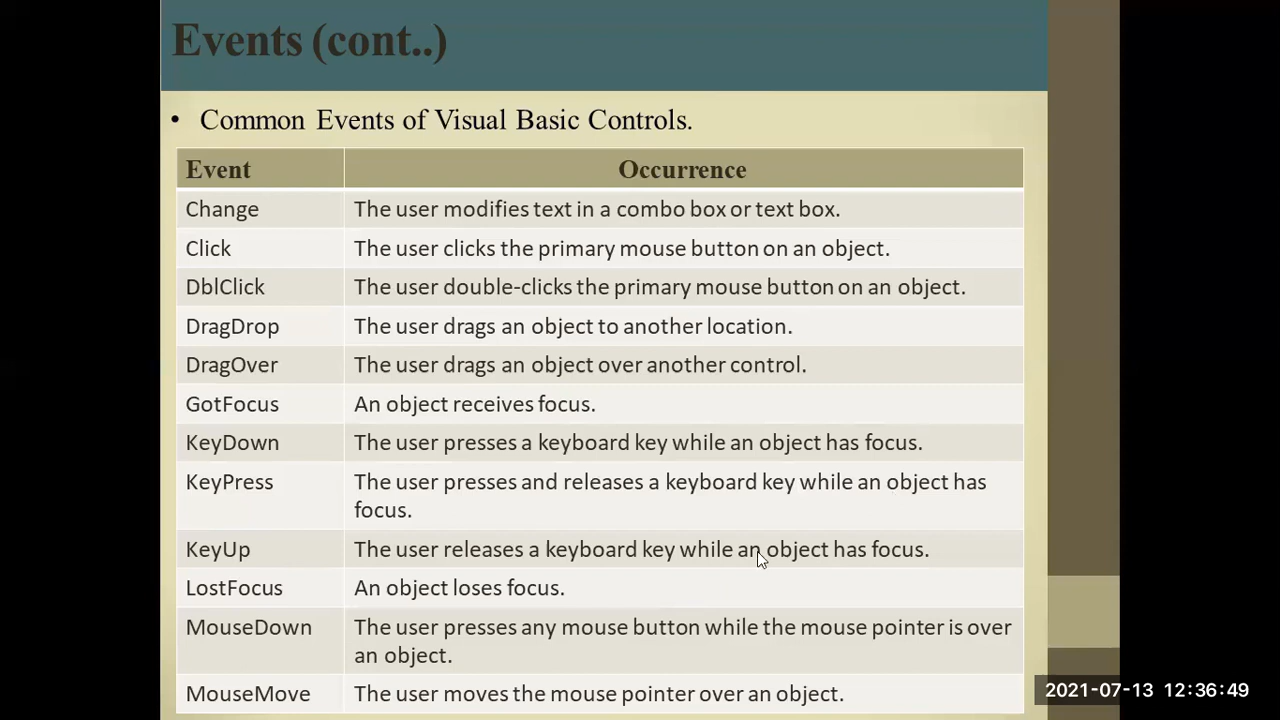 Events (cont..)
• Common Events of Visual Basic Controls.
Event Occurrence
Change The user modifies text in a combo box or text box.
Click The user clicks the primary mouse button on an object.
DblClick The user double-clicks the primary mouse button on an object.
DragDrop The user drags an object to another location.
DragOver The user drags an object over another control.
GotFocus An object receives focus.
KeyDown The user presses a keyboard key while an object has focus.
KeyPress The user presses and releases a keyboard key while an object has
focus.
KeyUp The user releases a keyboard key while an object has focus.
LostFocus An object loses focus.
MouseDown The user presses any mouse button while the mouse pointer is over
an object.
MouseMove The user moves the mouse pointer over an object.
2021-07-13 12:36:49